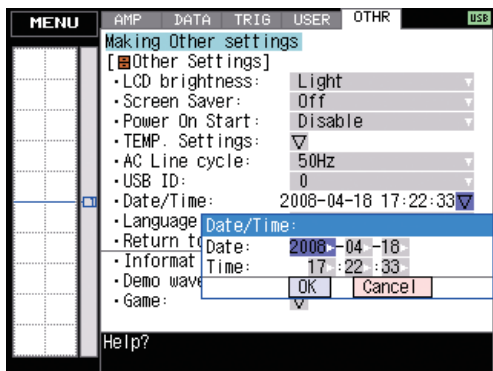 MENU
AMP DATA TRIG USER OTHR USB
Making Other settings
[Other Settings]
・LCD brightness: Light
・Screen Saver: Off
・Power On Start: Disable
・TEMP. Settings:
・AC Line cycle: 50Hz
・USB ID: 0
・Date/Time: 2008-04-18 17:22:33
・Language
・Return to
・Informat
・Demo wave
・Game:
Date/Time:
Date: 2008-04-18
Time: 17:22:33
OK Cancel
Help?